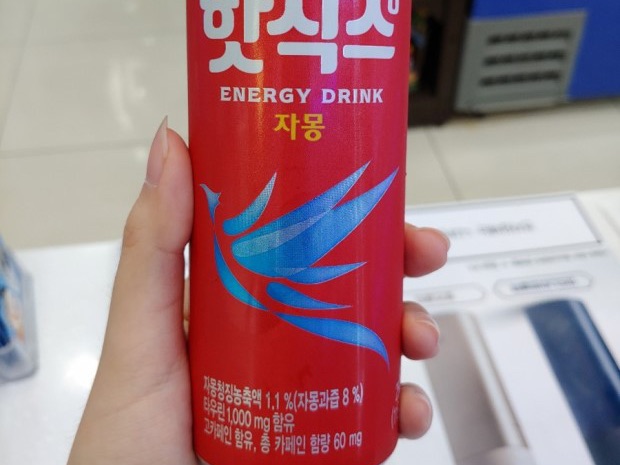 핫식스
ENERGY DRINK
자몽
자몽청징농축액 1.1 %(자몽과즙 8 %)
타우린 1,000 mg 함유
고카페인 함유, 총 카페인 함량 60 mg